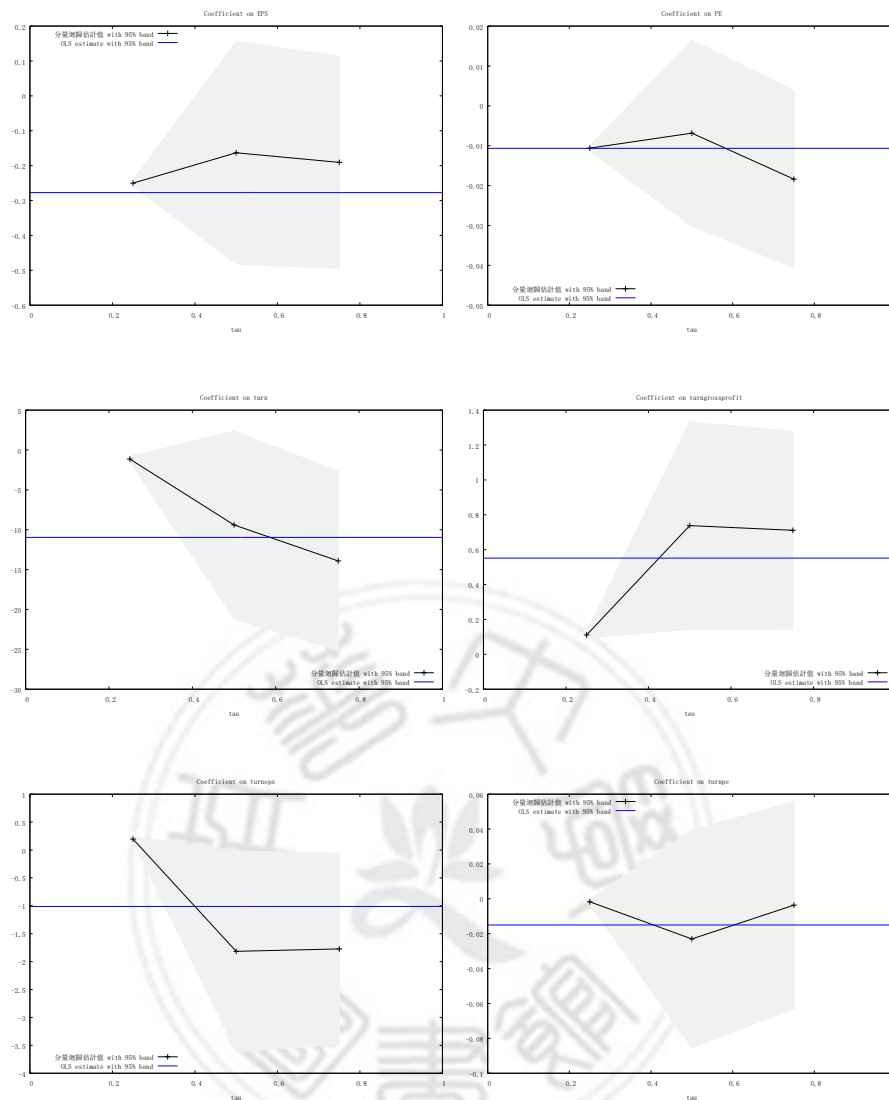 Coefficient on EPS
0.2
0.1
0
-0.1
-0.2
-0.3
-0.4
-0.5
-0.6
分量迴歸估計值 with 95% band
OLS estimate with 95% band
0 0.2 0.4 0.6 0.8 1
tau
Coefficient on PE
0.02
0.01
0
-0.01
-0.02
-0.03
-0.04
-0.05
分量迴歸估計值 with 95% band
OLS estimate with 95% band
0 0.2 0.4 0.6 0.8
tau
Coefficient on turn
5
0
-5
-10
-15
-20
-25
-30
分量迴歸估計值 with 95% band
OLS estimate with 95% band
0 0.2 0.4 0.6 0.8 1
tau
Coefficient on turngrossprofit
1.4
1.2
1
0.8
0.6
0.4
0.2
0
-0.2
分量迴歸估計值 with 95% band
OLS estimate with 95% band
0 0.2 0.4 0.6 0.8
tau
Coefficient on turneps
1
0.5
0
-0.5
-1
-1.5
-2
-2.5
-3
-3.5
-4
分量迴歸估計值 with 95% band
OLS estimate with 95% band
0 0.2 0.4 0.6 0.8 1
tau
Coefficient on turnpe
0.06
0.04
0.02
0
-0.02
-0.04
-0.06
-0.08
-0.1
分量迴歸估計值 with 95% band
OLS estimate with 95% band
0 0.2 0.4 0.6 0.8
tau